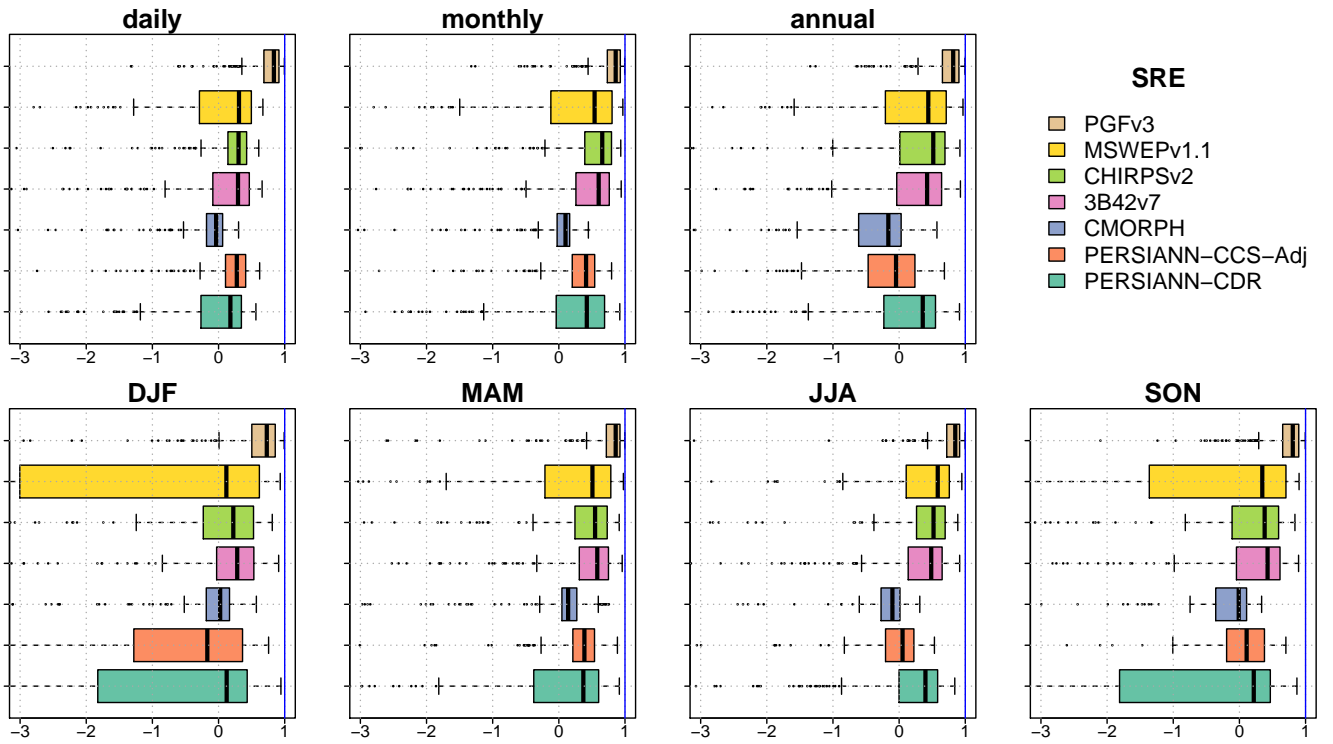 daily
−3 −2 −1 0 1
monthly
−3 −2 −1 0 1
annual
−3 −2 −1 0 1
SRE
PGFv3
MSWEPv1.1
CHIRPSv2
3B42v7
CMORPH
PERSIANN−CCS−Adj
PERSIANN−CDR
DJF
−3 −2 −1 0 1
MAM
−3 −2 −1 0 1
JJA
−3 −2 −1 0 1
SON
−3 −2 −1 0 1